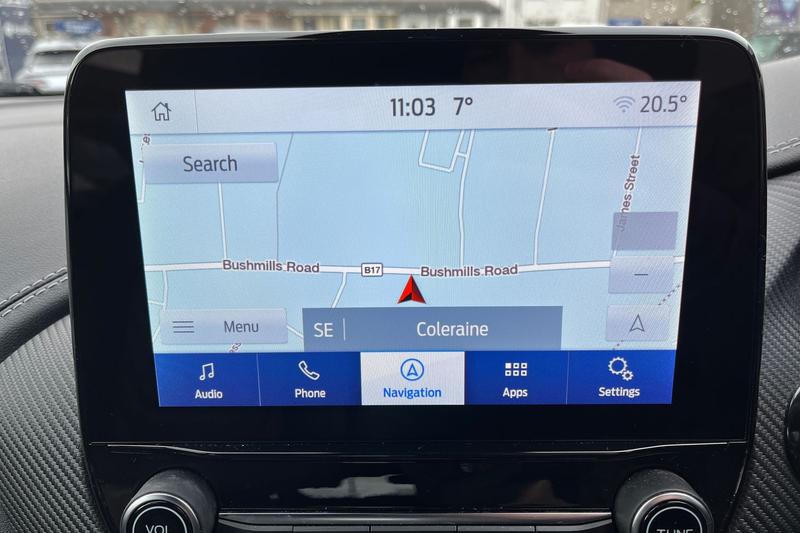 11:03 7° 20.5°
Search
James Street
Bushmills Road B17 Bushmills Road
–
Menu SE Coleraine
Audio Phone Navigation Apps Settings
VOL TUNE